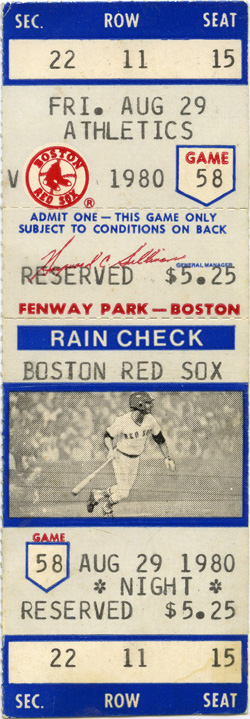 SEC. ROW SEAT
22 11 15
FRI. AUG 29
ATHLETICS
V BOSTON RED SOX ® 1980 GAME 58
ADMIT ONE — THIS GAME ONLY
SUBJECT TO CONDITIONS ON BACK
GENERAL MANAGER
RESERVED $5.25
FENWAY PARK — BOSTON
RAIN CHECK
BOSTON RED SOX
RED SOX
GAME
58 AUG 29 1980
* NIGHT *
RESERVED $5.25
22 11 15
SEC. ROW SEAT